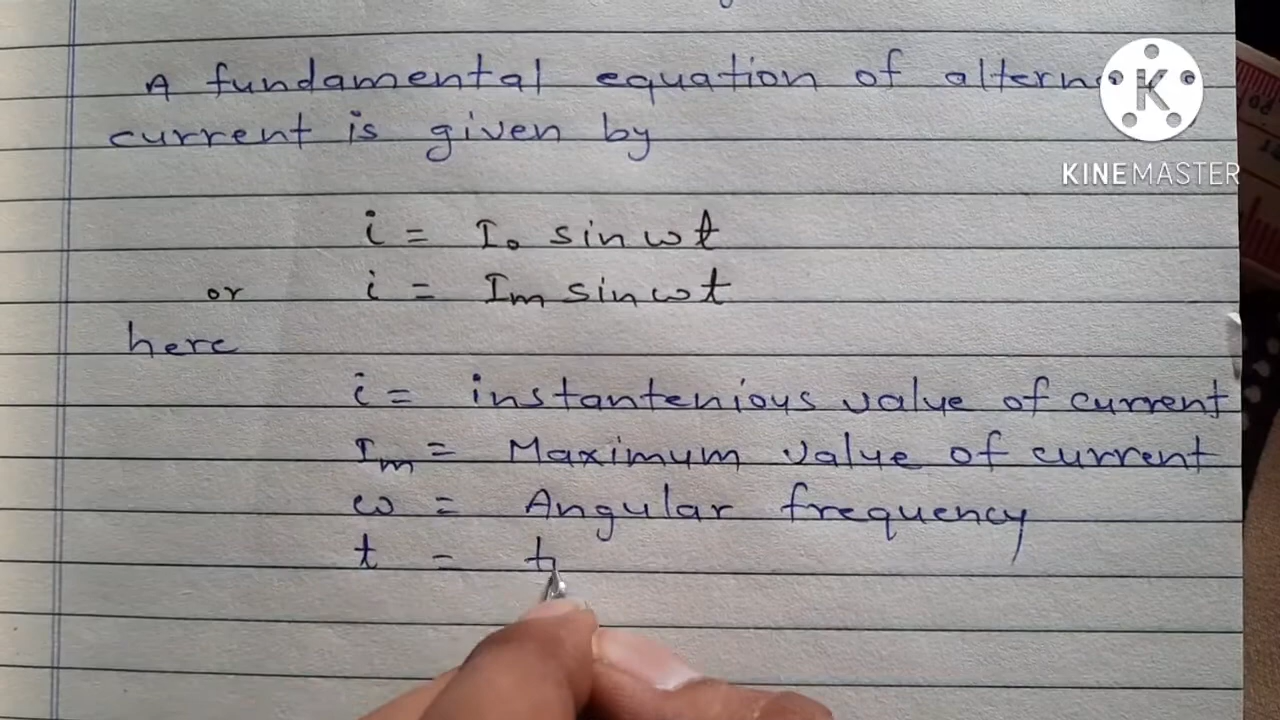 A fundamental equation of
current is given by
i = I₀ sin ωt
or i = Im sin ωt
here
i = instantenious value of current
Im = Maximum value of current
ω = Angular frequency
t =
K
KINEMASTER